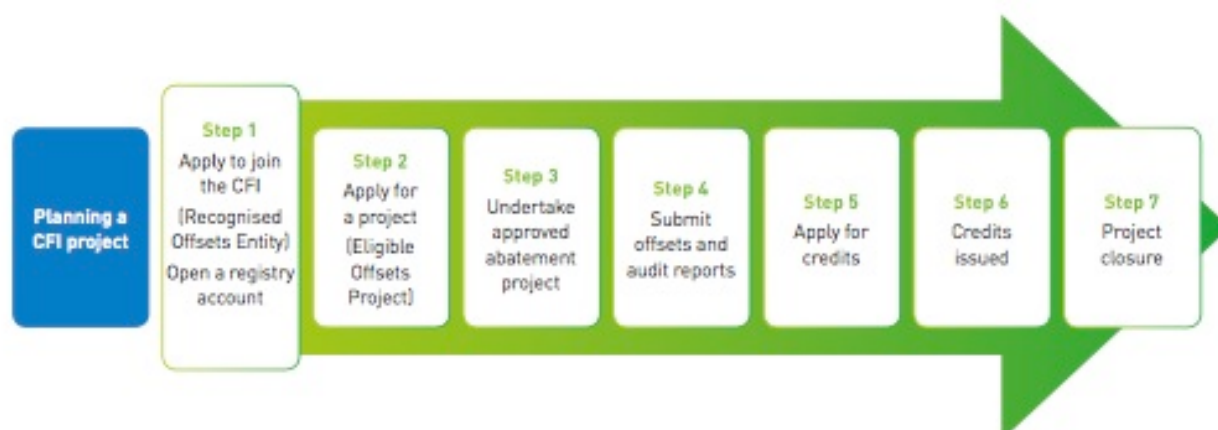 Planning a
CFI project
Step 1
Apply to join
the CFI
(Recognised
Offsets Entity)
Open a registry
account
Step 2
Apply for
a project
(Eligible
Offsets
Project)
Step 3
Undertake
approved
abatement
project
Step 4
Submit
offsets and
audit reports
Step 5
Apply for
credits
Step 6
Credits
issued
Step 7
Project
closure